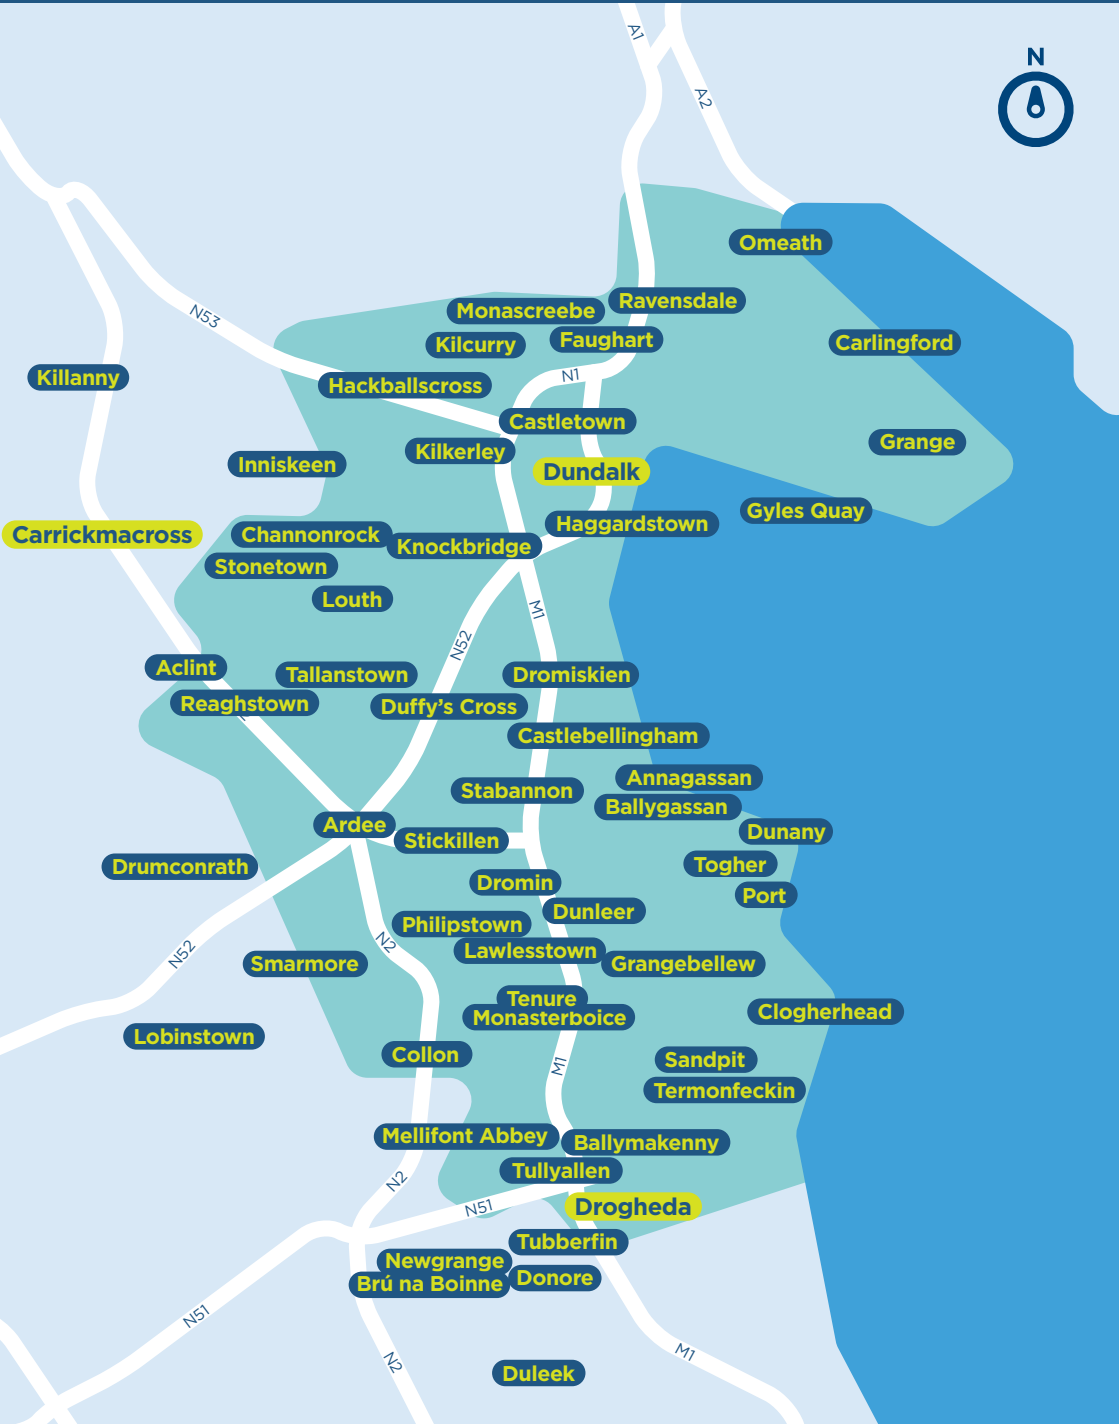 A1
N
A2
Omeath
Ravensdale
Monascreebe
N53
Faughart
Carlingford
Kilcurry
N1
Killanny
Hackballscross
Castletown
Grange
Kilkerley
Inniskeen
Dundalk
Gyles Quay
Haggardstown
Carrickmacross
Channonrock
Knockbridge
Stonetown
Louth
M1
N52
Aclint
Tallanstown
Dromiskien
Reaghstown
Duffy’s Cross
Castlebellingham
Annagassan
Stabannon
Ballygassan
Ardee
Dunany
Stickillen
Togher
Drumconrath
Dromin
Port
Dunleer
Philipstown
N2
Lawlesstown
N52
Smarmore
Grangebellew
Tenure
Clogherhead
Monasterboice
Lobinstown
Collon
Sandpit
M1
Termonfeckin
Mellifont Abbey
Ballymakenny
Tullyallen
N2
N51
Drogheda
Tubberfin
Newgrange
Donore
Brú na Boinne
N51
M1
N2
Duleek